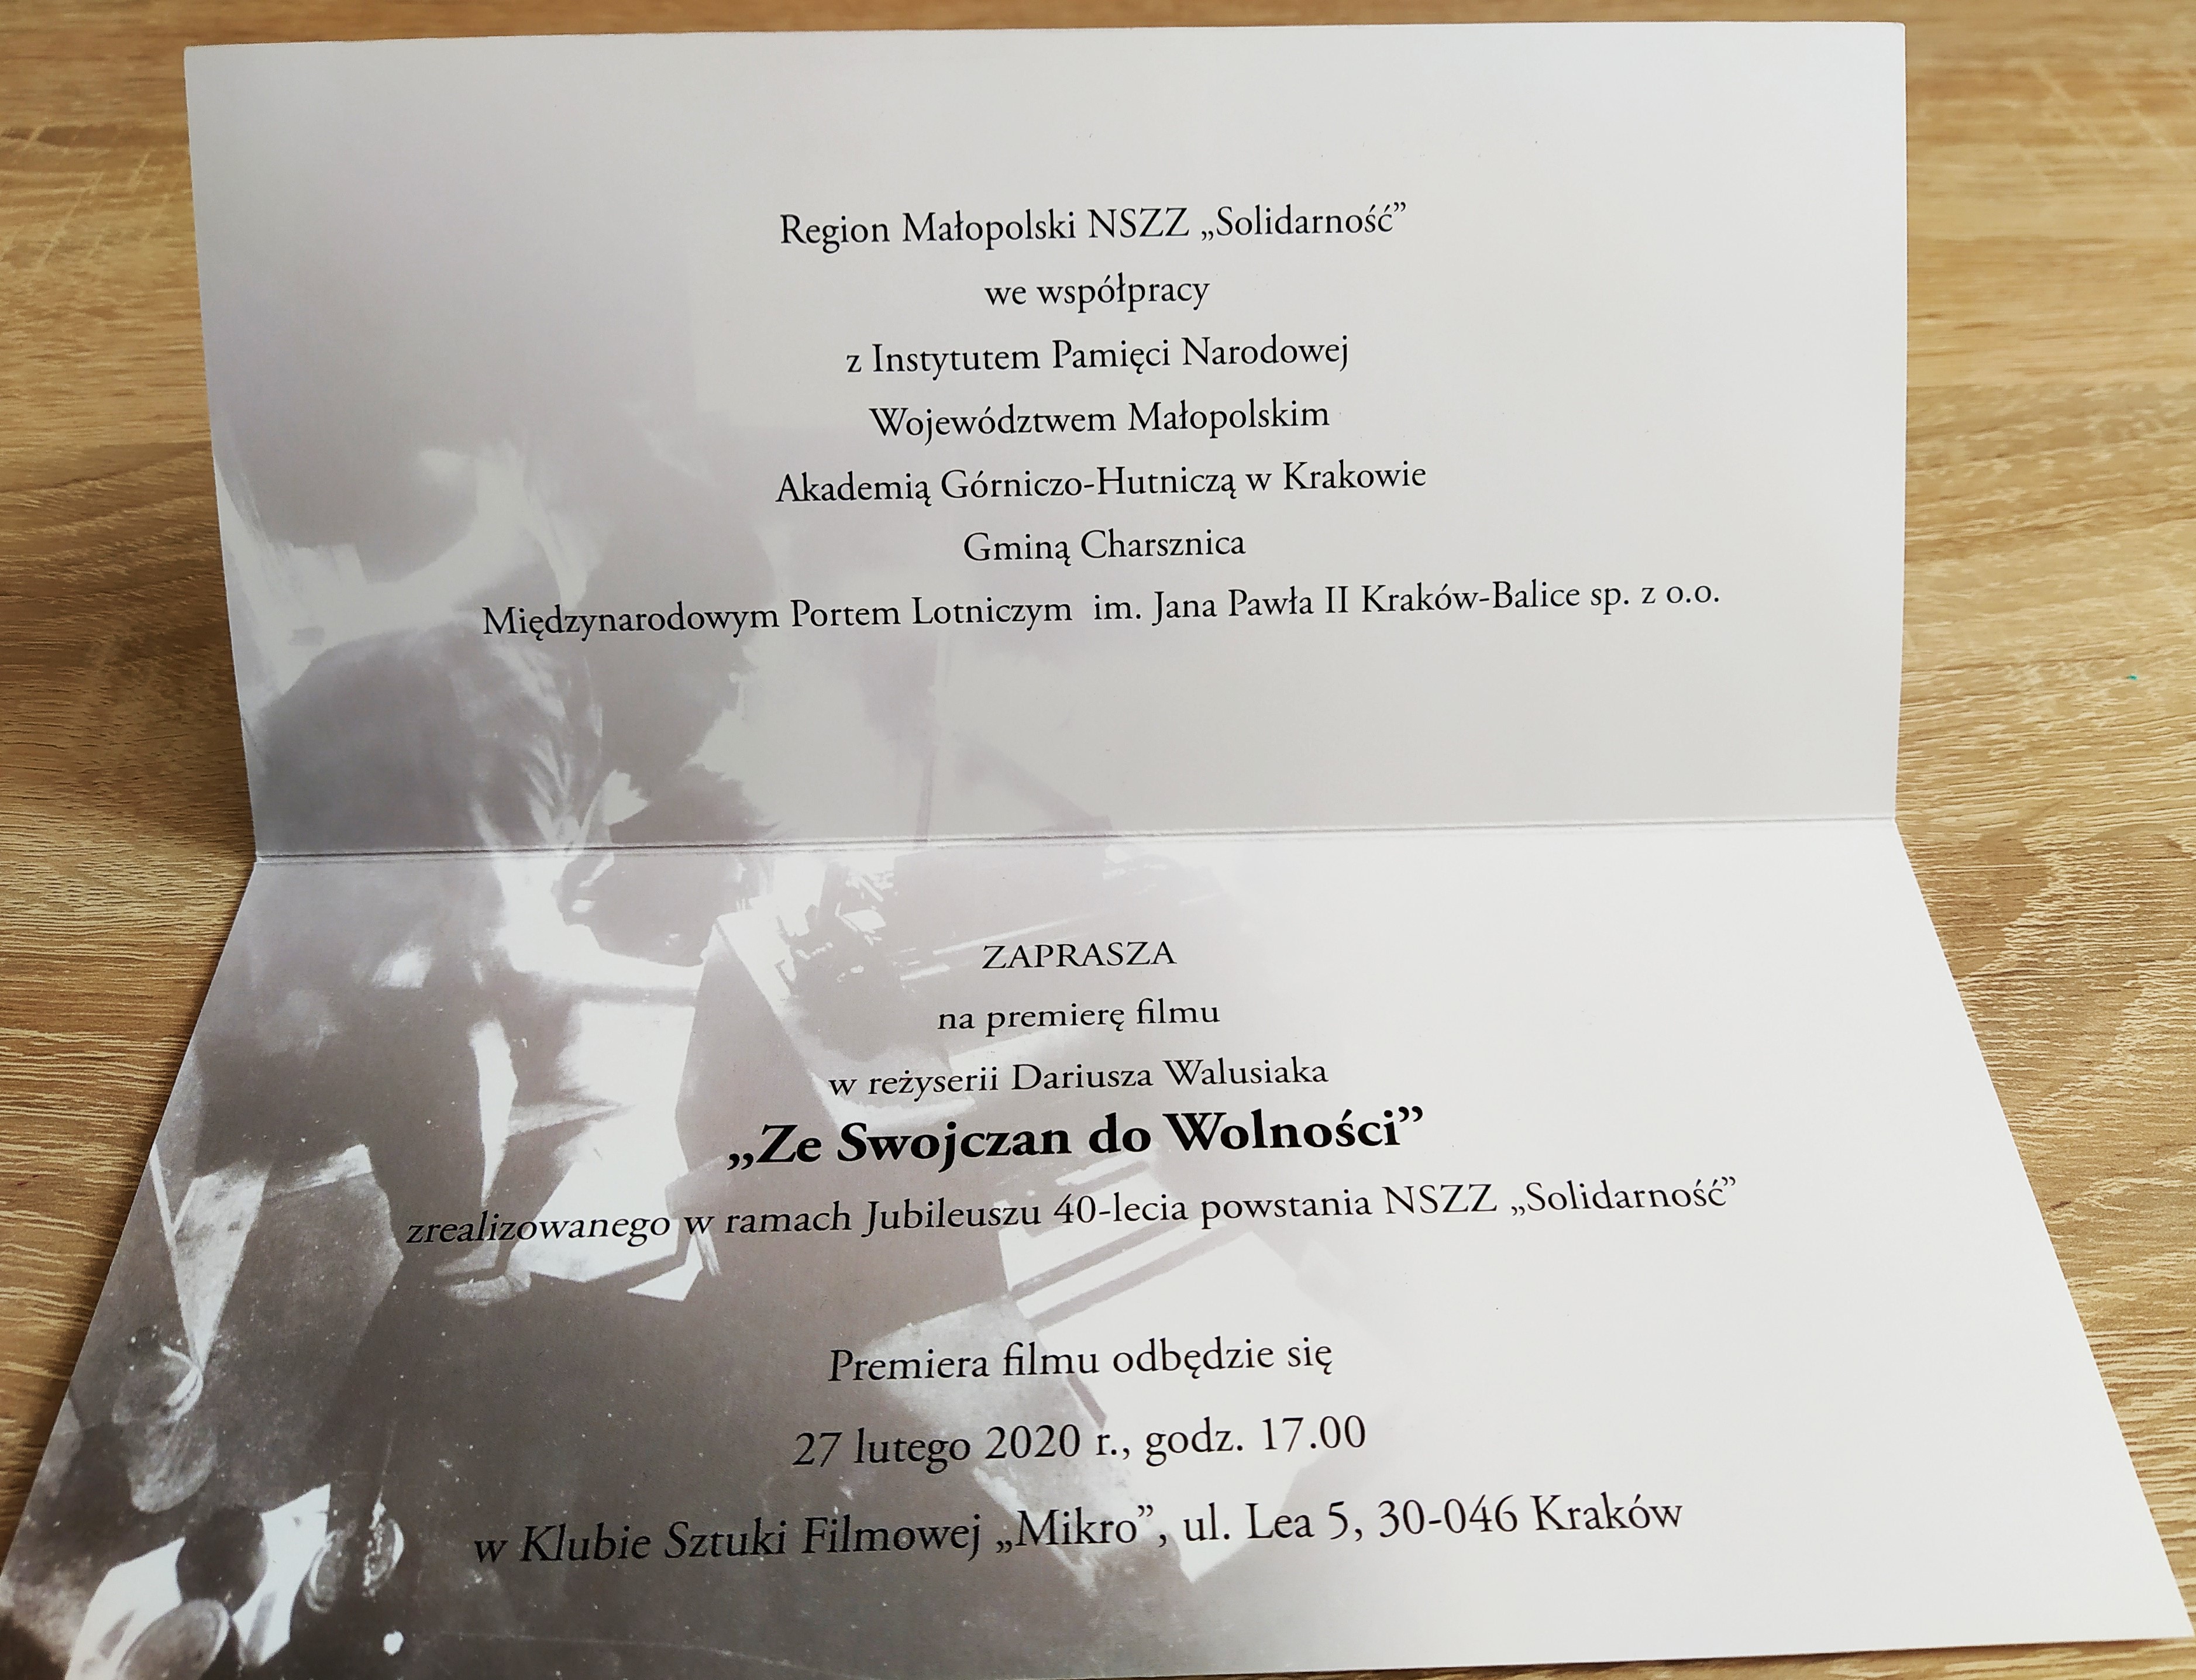 Region Małopolski NSZZ „Solidarność”
we współpracy
z Instytutem Pamięci Narodowej
Województwem Małopolskim
Akademią Górniczo-Hutniczą w Krakowie
Gminą Charsznica
Międzynarodowym Portem Lotniczym im. Jana Pawła II Kraków-Balice sp. z o.o.
ZAPRASZA
na premierę filmu
w reżyserii Dariusza Walusiaka
„Ze Swojczan do Wolności”
zrealizowanego w ramach Jubileuszu 40-lecia powstania NSZZ „Solidarność”
Premiera filmu odbędzie się
27 lutego 2020 r., godz. 17.00
w Klubie Sztuki Filmowej „Mikro”, ul. Lea 5, 30-046 Kraków